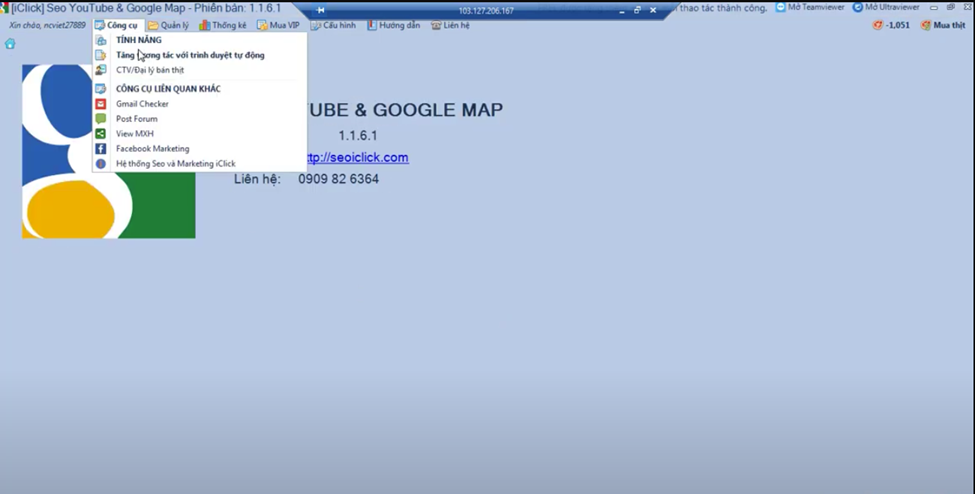 [iClick] Seo YouTube & Google Map - Phiên bản: 1.1.6.1
103.127.206.167
thao tác thành công.
Mở Teamviewer
Mở Ultraviewer
Xin chào, ncviet27889
Công cụ
Quản lý
Thống kê
Mua VIP
Cấu hình
Hướng dẫn
Liên hệ
-1,051
Mua thịt
TÍNH NĂNG
Tăng tương tác với trình duyệt tự động
CTV/Đại lý bán thịt
CÔNG CỤ LIÊN QUAN KHÁC
Gmail Checker
Post Forum
View MXH
Facebook Marketing
Hệ thống Seo và Marketing iClick
UBE & GOOGLE MAP
1.1.6.1
ttp://seoiclick.com
Liên hệ: 0909 82 6364